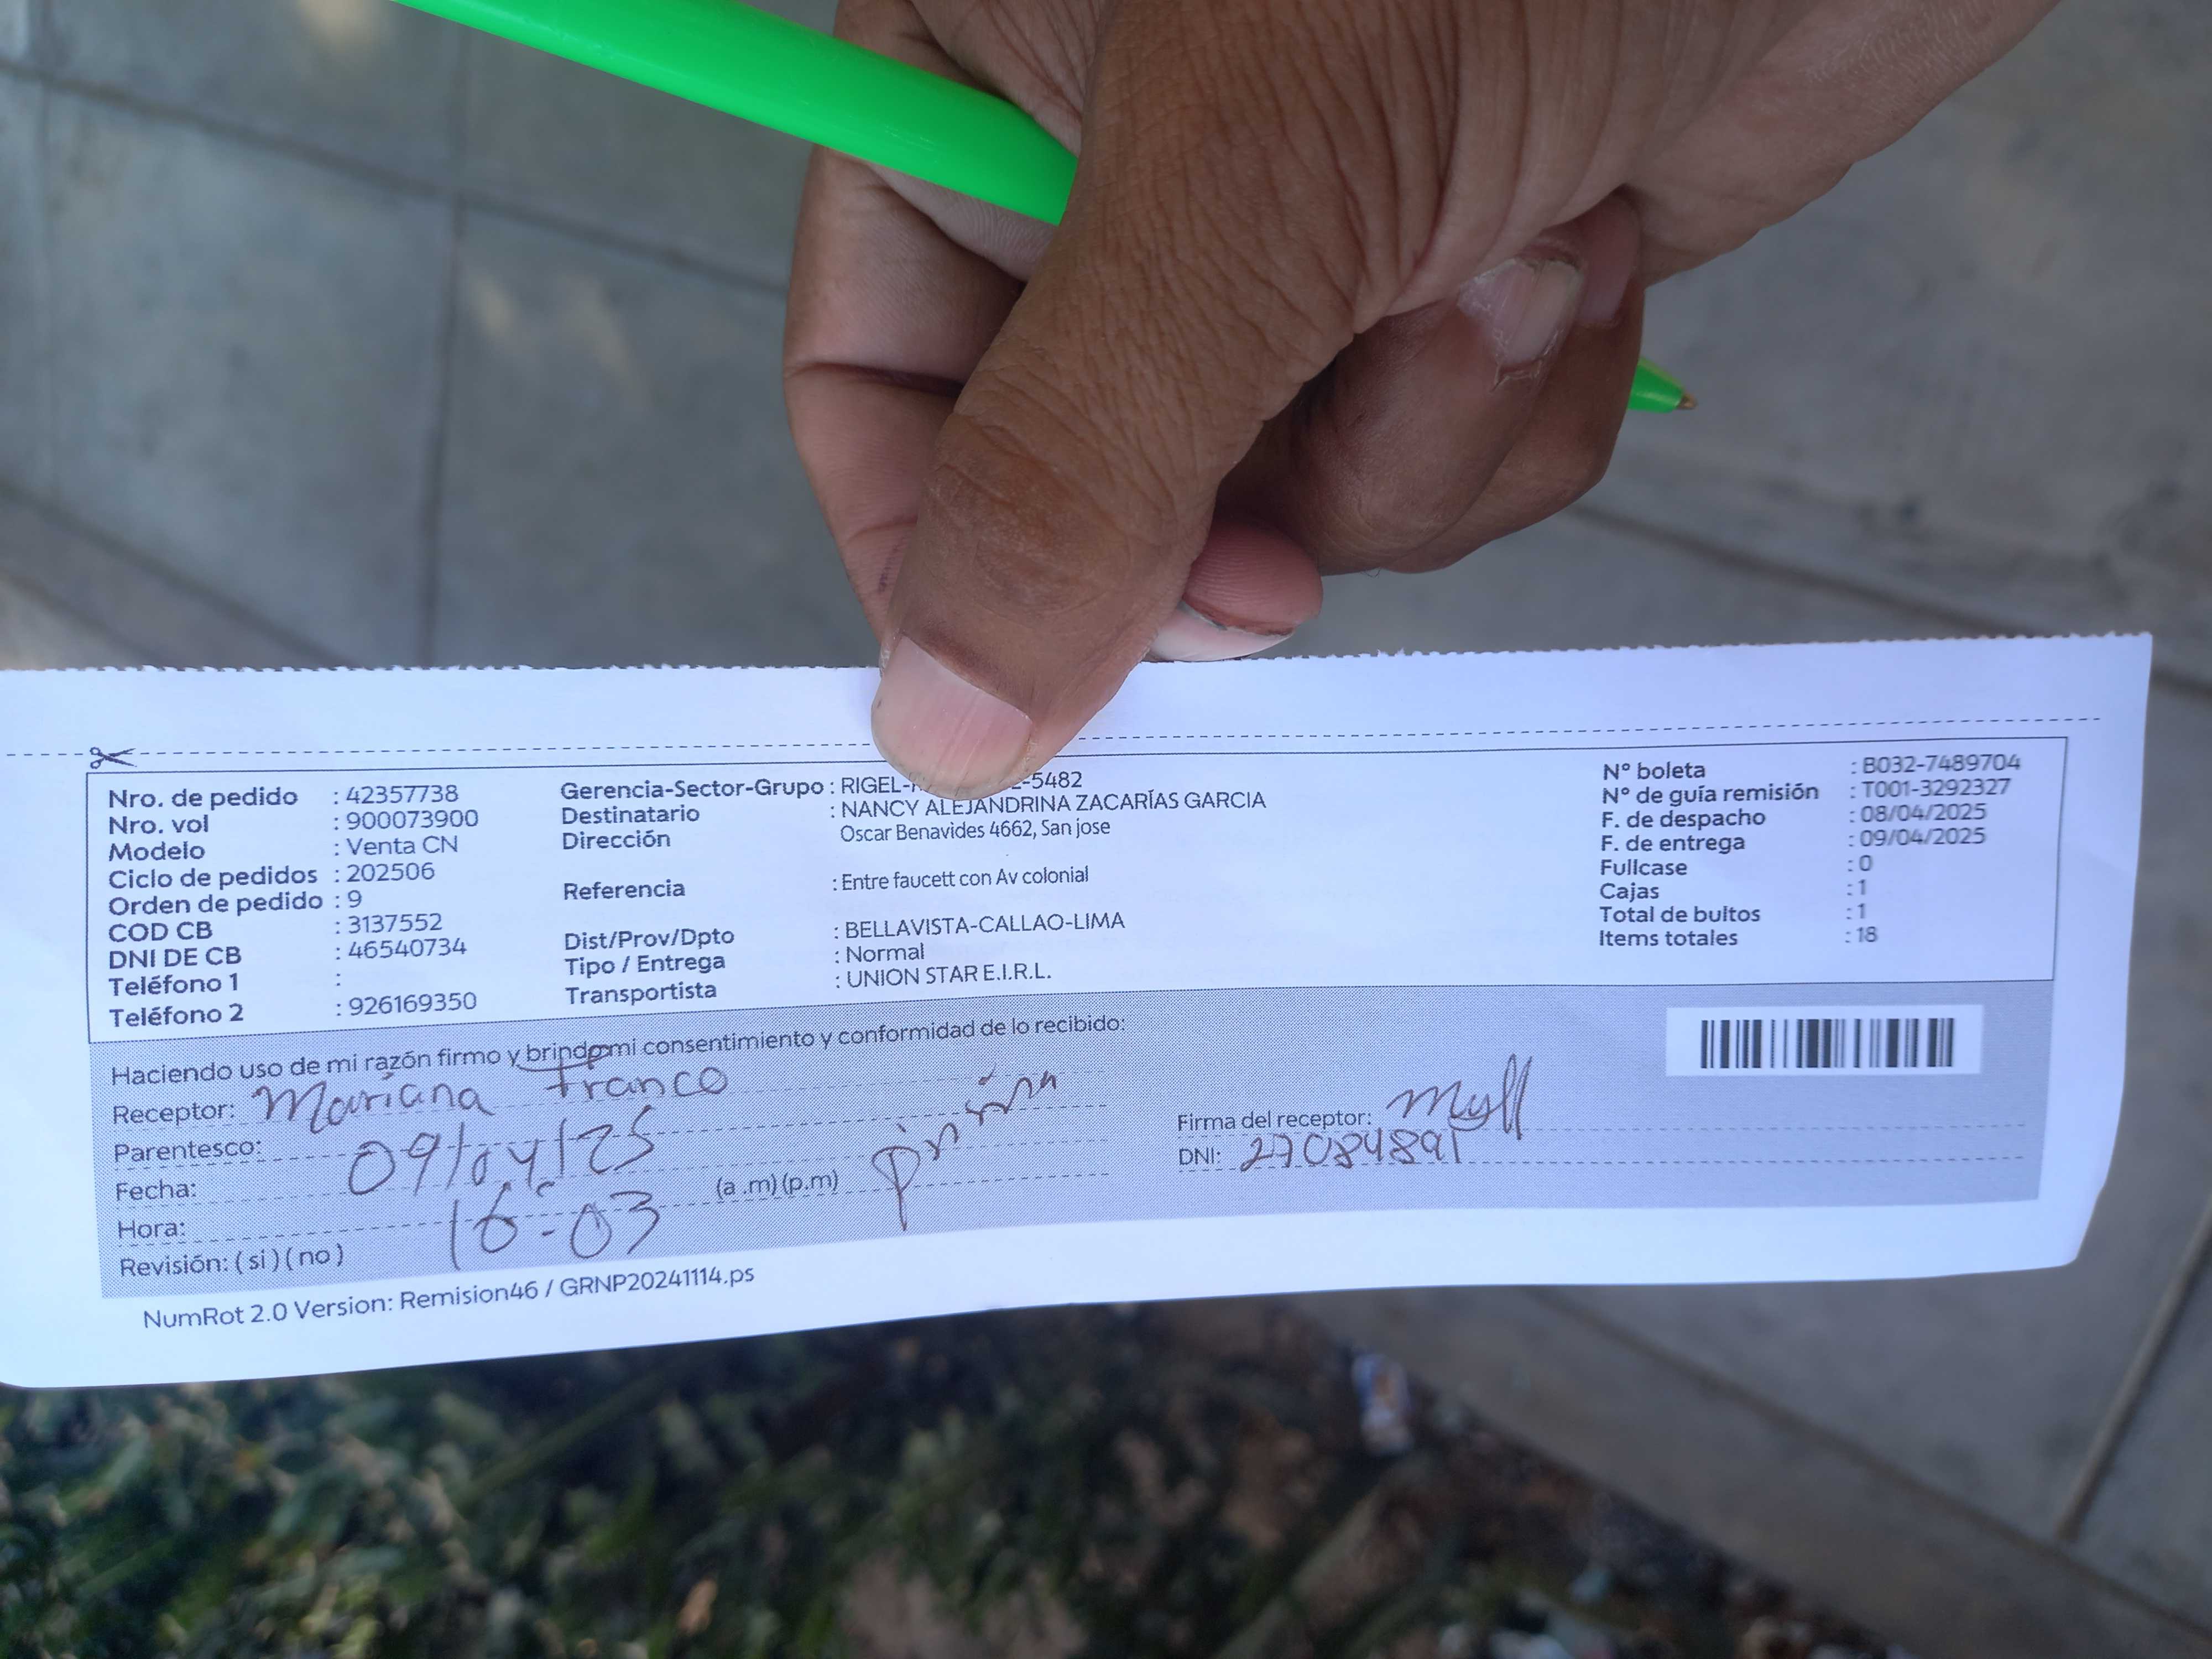 Nro. de pedido : 42357738
Nro. vol : 900073900
Modelo : Venta CN
Ciclo de pedidos : 202506
Orden de pedido : 9
COD CB : 3137552
DNI DE CB : 46540734
Teléfono 1 :
Teléfono 2 : 926169350
Gerencia-Sector-Grupo : RIGEL- -5482
Destinatario : NANCY ALEJANDRINA ZACARÍAS GARCIA
Dirección Oscar Benavides 4662, San jose
Referencia : Entre faucett con Av colonial
Dist/Prov/Dpto : BELLAVISTA-CALLAO-LIMA
Tipo / Entrega : Normal
Transportista : UNION STAR E.I.R.L.
N° boleta : B032-7489704
N° de guía remisión : T001-3292327
F. de despacho : 08/04/2025
F. de entrega : 09/04/2025
Fullcase : 0
Cajas : 1
Total de bultos : 1
Items totales : 18
Haciendo uso de mi razón firmo y brindo mi consentimiento y conformidad de lo recibido:
Receptor: Mariana Franco
Parentesco:
Fecha: 09/04/25
Hora: 16:03 (a .m) (p.m)
Revisión: ( si ) ( no )
Firma del receptor:
DNI: 27084891
NumRot 2.0 Version: Remision46 / GRNP20241114.ps